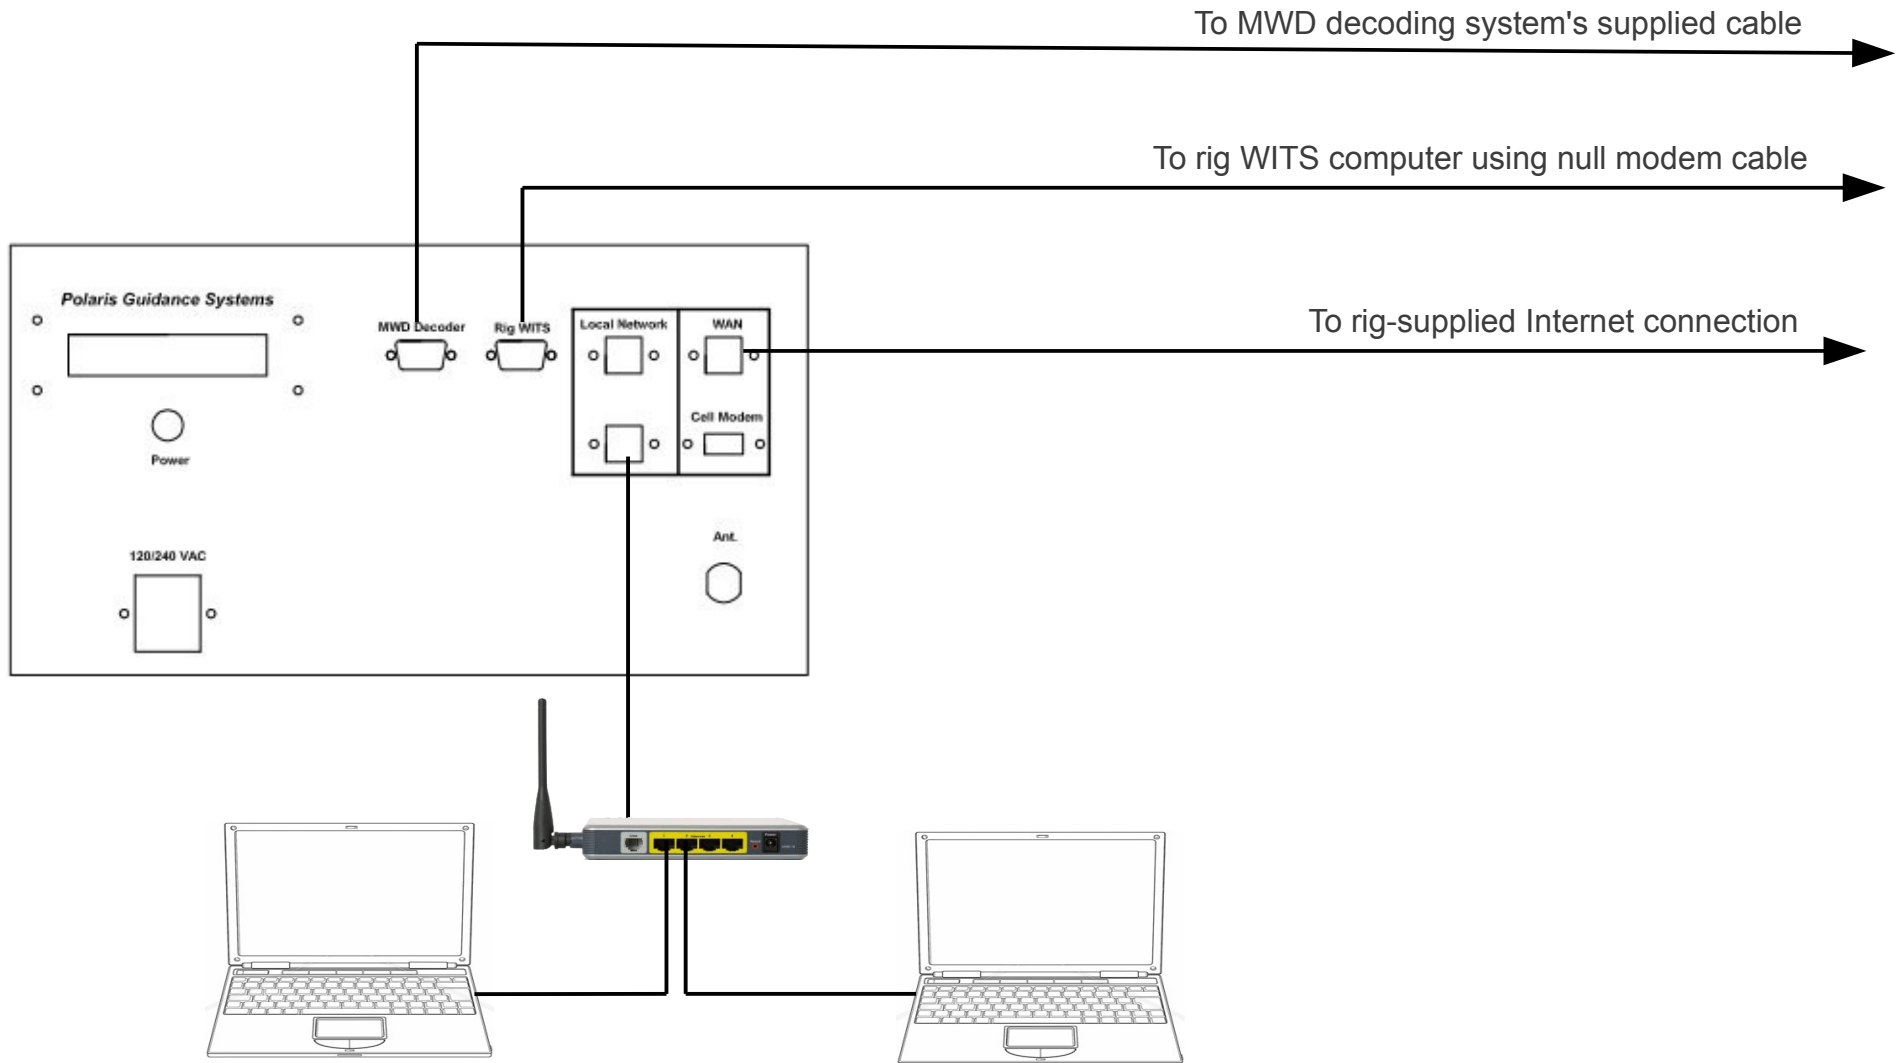 To MWD decoding system's supplied cable
To rig WITS computer using null modem cable
To rig-supplied Internet connection
Polaris Guidance Systems
MWD Decoder
Rig WITS
Local Network
WAN
Cell Modem
Power
120/240 VAC
Ant.